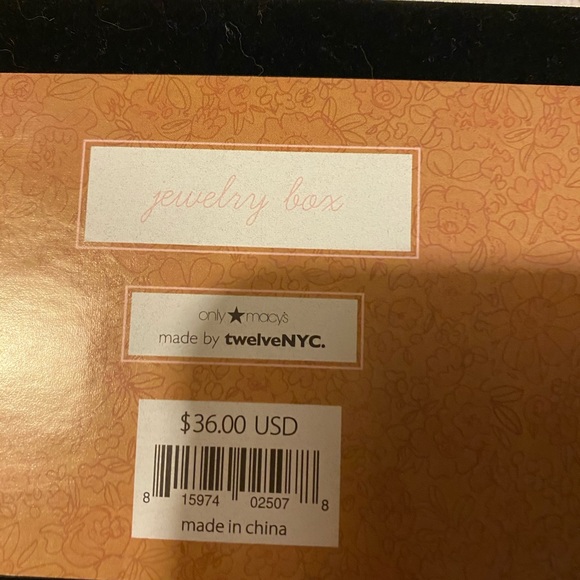 jewelry box
only★macy's
made by twelveNYC.
$36.00 USD
8 15974 02507 8
made in china